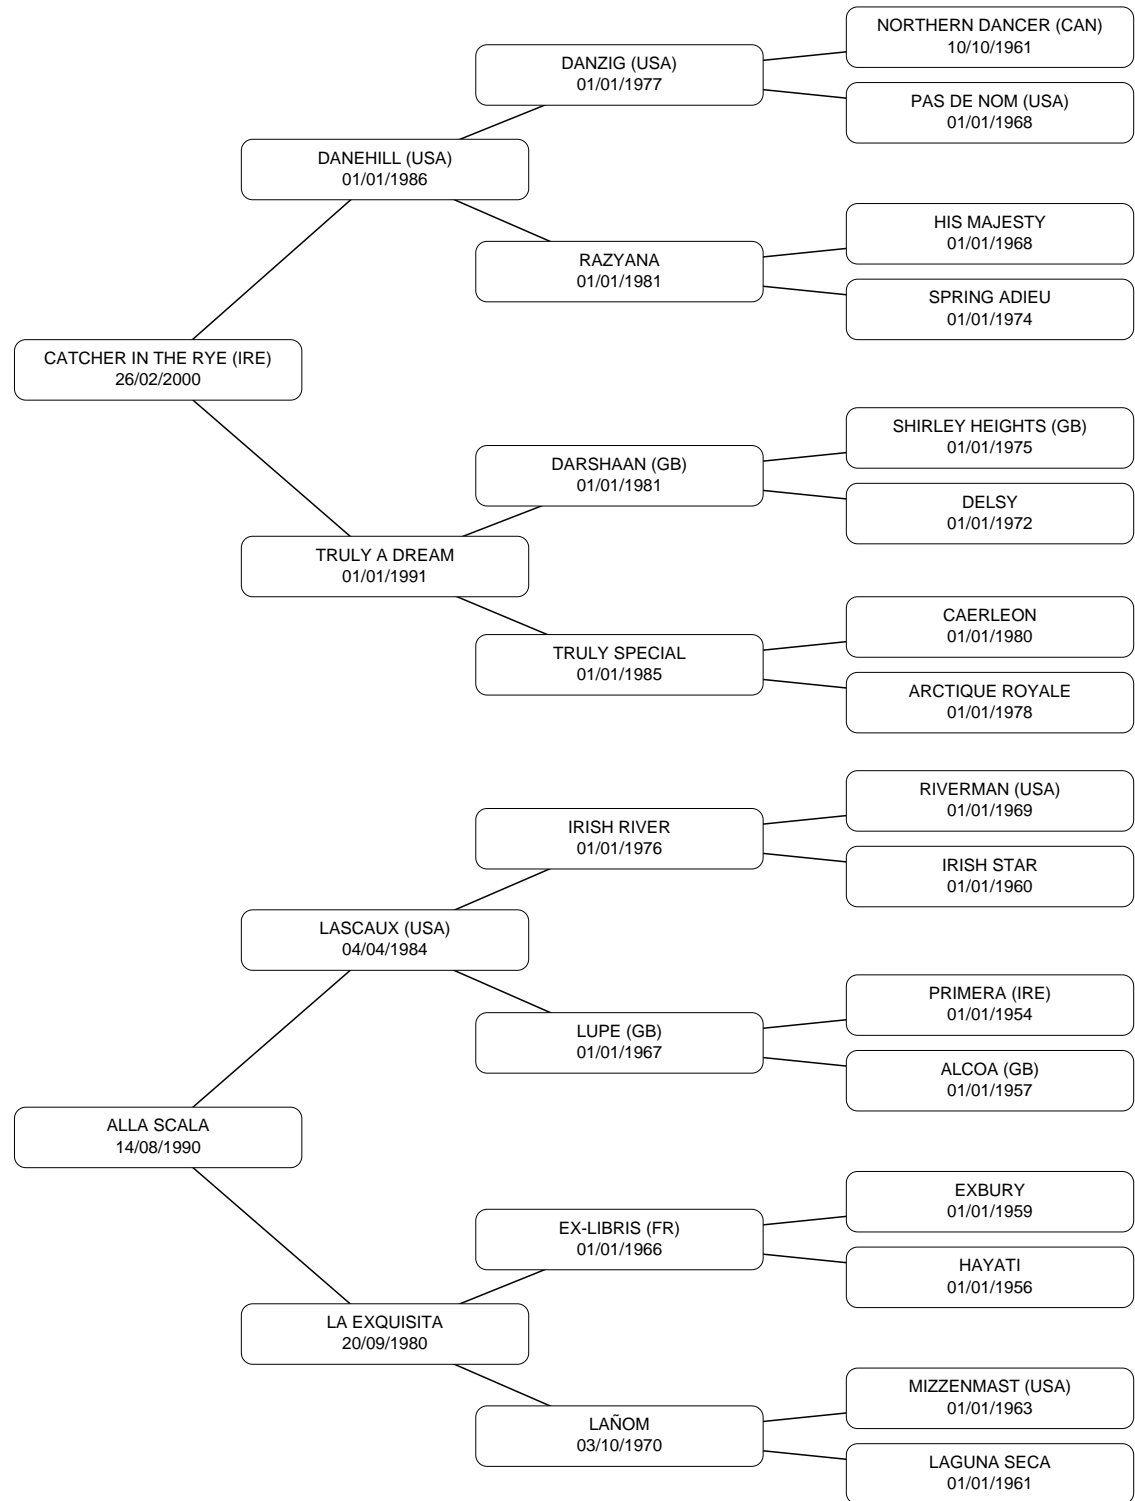 NORTHERN DANCER (CAN)
10/10/1961
DANZIG (USA)
01/01/1977
PAS DE NOM (USA)
01/01/1968
DANEHILL (USA)
01/01/1986
HIS MAJESTY
01/01/1968
RAZYANA
01/01/1981
SPRING ADIEU
01/01/1974
CATCHER IN THE RYE (IRE)
26/02/2000
SHIRLEY HEIGHTS (GB)
01/01/1975
DARSHAAN (GB)
01/01/1981
DELSY
01/01/1972
TRULY A DREAM
01/01/1991
CAERLEON
01/01/1980
TRULY SPECIAL
01/01/1985
ARCTIQUE ROYALE
01/01/1978
RIVERMAN (USA)
01/01/1969
IRISH RIVER
01/01/1976
IRISH STAR
01/01/1960
LASCAUX (USA)
04/04/1984
PRIMERA (IRE)
01/01/1954
LUPE (GB)
01/01/1967
ALCOA (GB)
01/01/1957
ALLA SCALA
14/08/1990
EXBURY
01/01/1959
EX-LIBRIS (FR)
01/01/1966
HAYATI
01/01/1956
LA EXQUISITA
20/09/1980
MIZZENMAST (USA)
01/01/1963
LAÑOM
03/10/1970
LAGUNA SECA
01/01/1961